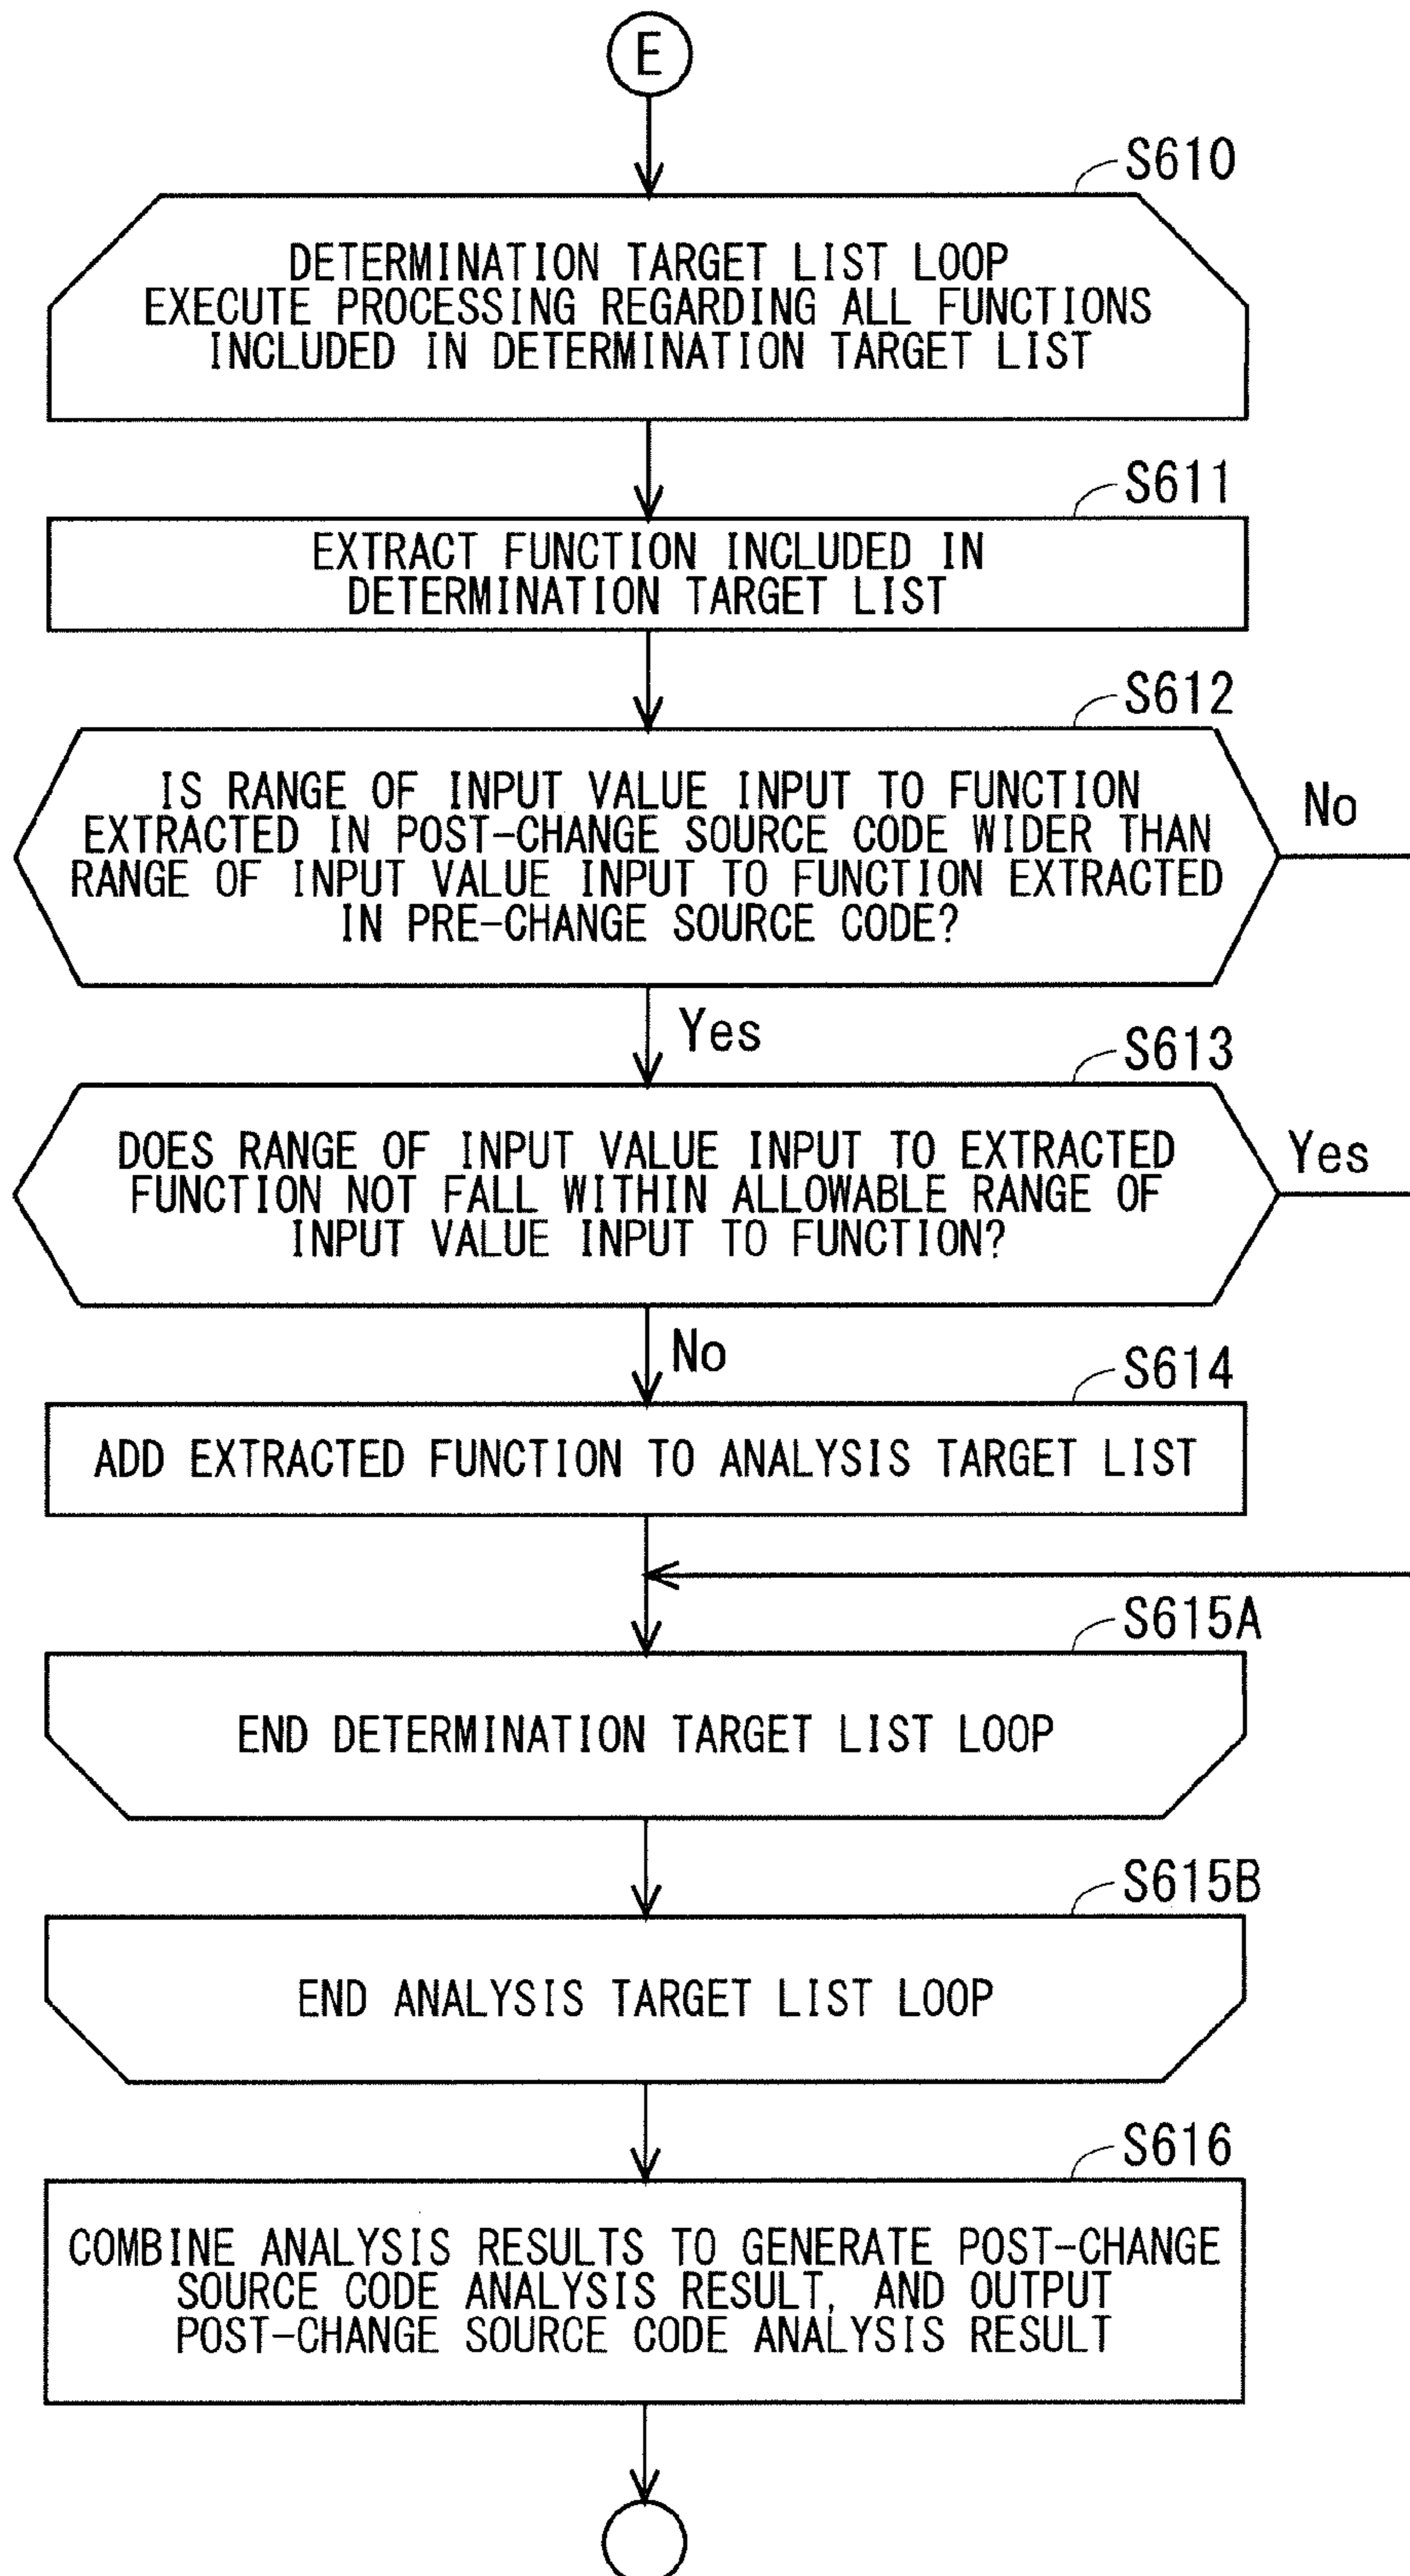 E
S610
DETERMINATION TARGET LIST LOOP
EXECUTE PROCESSING REGARDING ALL FUNCTIONS
INCLUDED IN DETERMINATION TARGET LIST
S611
EXTRACT FUNCTION INCLUDED IN
DETERMINATION TARGET LIST
S612
IS RANGE OF INPUT VALUE INPUT TO FUNCTION
EXTRACTED IN POST-CHANGE SOURCE CODE WIDER THAN
RANGE OF INPUT VALUE INPUT TO FUNCTION EXTRACTED
IN PRE-CHANGE SOURCE CODE?
No
Yes
S613
DOES RANGE OF INPUT VALUE INPUT TO EXTRACTED
FUNCTION NOT FALL WITHIN ALLOWABLE RANGE OF
INPUT VALUE INPUT TO FUNCTION?
Yes
No
S614
ADD EXTRACTED FUNCTION TO ANALYSIS TARGET LIST
S615A
END DETERMINATION TARGET LIST LOOP
S615B
END ANALYSIS TARGET LIST LOOP
S616
COMBINE ANALYSIS RESULTS TO GENERATE POST-CHANGE
SOURCE CODE ANALYSIS RESULT, AND OUTPUT
POST-CHANGE SOURCE CODE ANALYSIS RESULT